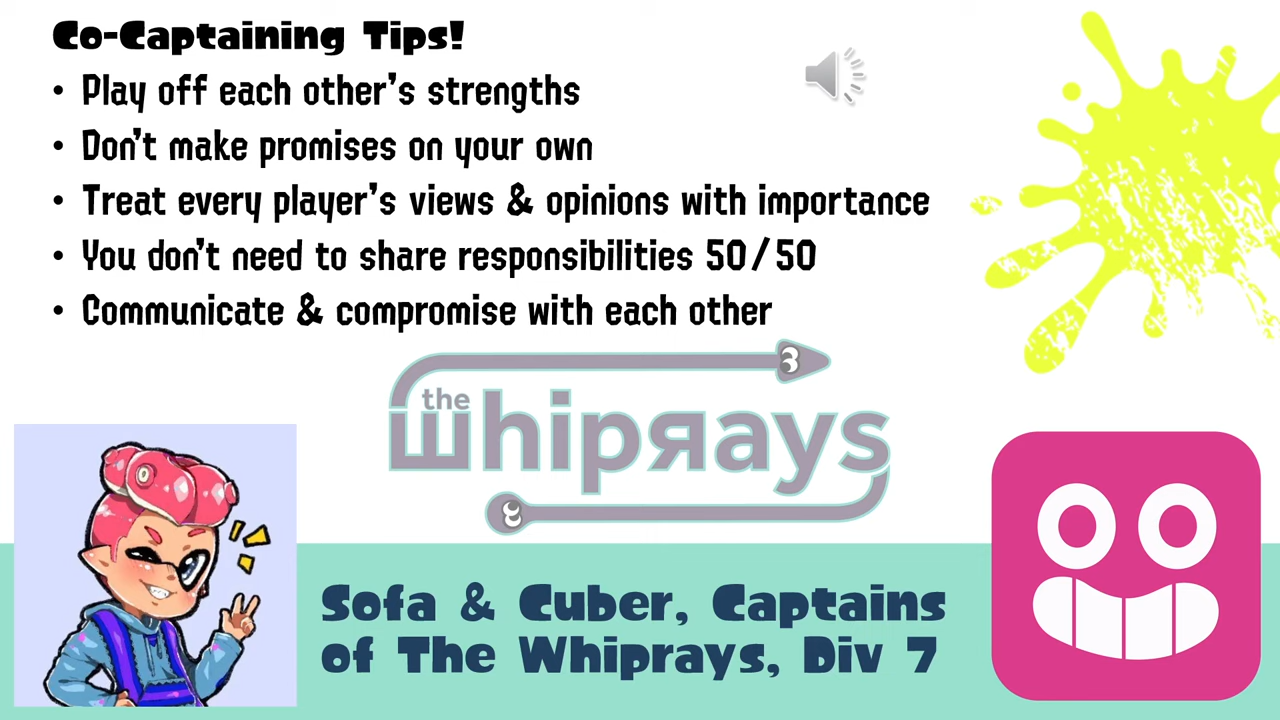 Co-Captaining Tips!
• Play off each other's strengths
• Don't make promises on your own
• Treat every player's views & opinions with importance
• You don't need to share responsibilities 50/50
• Communicate & compromise with each other
the
whipяays
Sofa & Cuber, Captains
of The Whiprays, Div 7